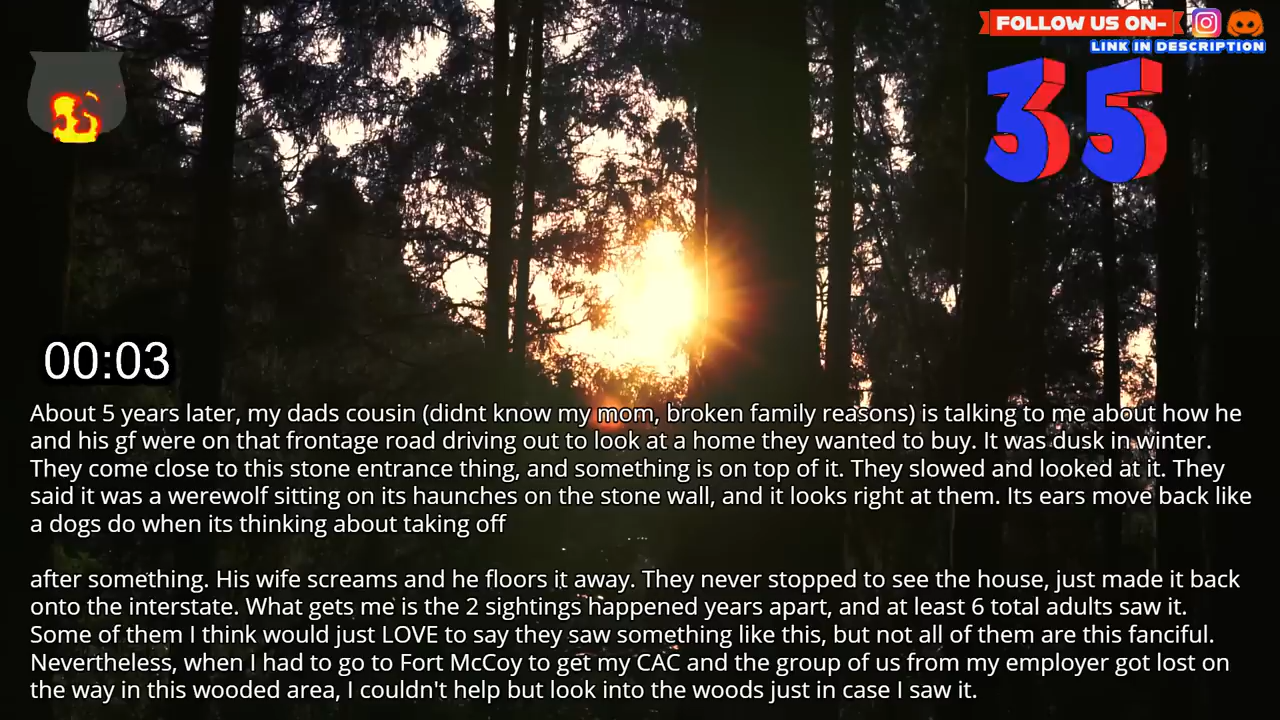 FOLLOW US ON-
LINK IN DESCRIPTION
35
00:03
About 5 years later, my dads cousin (didnt know my mom, broken family reasons) is talking to me about how he
and his gf were on that frontage road driving out to look at a home they wanted to buy. It was dusk in winter.
They come close to this stone entrance thing, and something is on top of it. They slowed and looked at it. They
said it was a werewolf sitting on its haunches on the stone wall, and it looks right at them. Its ears move back like
a dogs do when its thinking about taking off
after something. His wife screams and he floors it away. They never stopped to see the house, just made it back
onto the interstate. What gets me is the 2 sightings happened years apart, and at least 6 total adults saw it.
Some of them I think would just LOVE to say they saw something like this, but not all of them are this fanciful.
Nevertheless, when I had to go to Fort McCoy to get my CAC and the group of us from my employer got lost on
the way in this wooded area, I couldn't help but look into the woods just in case I saw it.